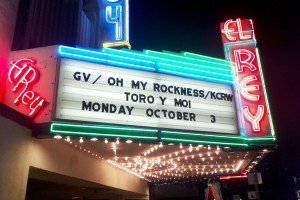 EL
REY
GV// OH MY ROCKNESS/KCRW
TORO Y MOI
MONDAY OCTOBER 3
EL
REY